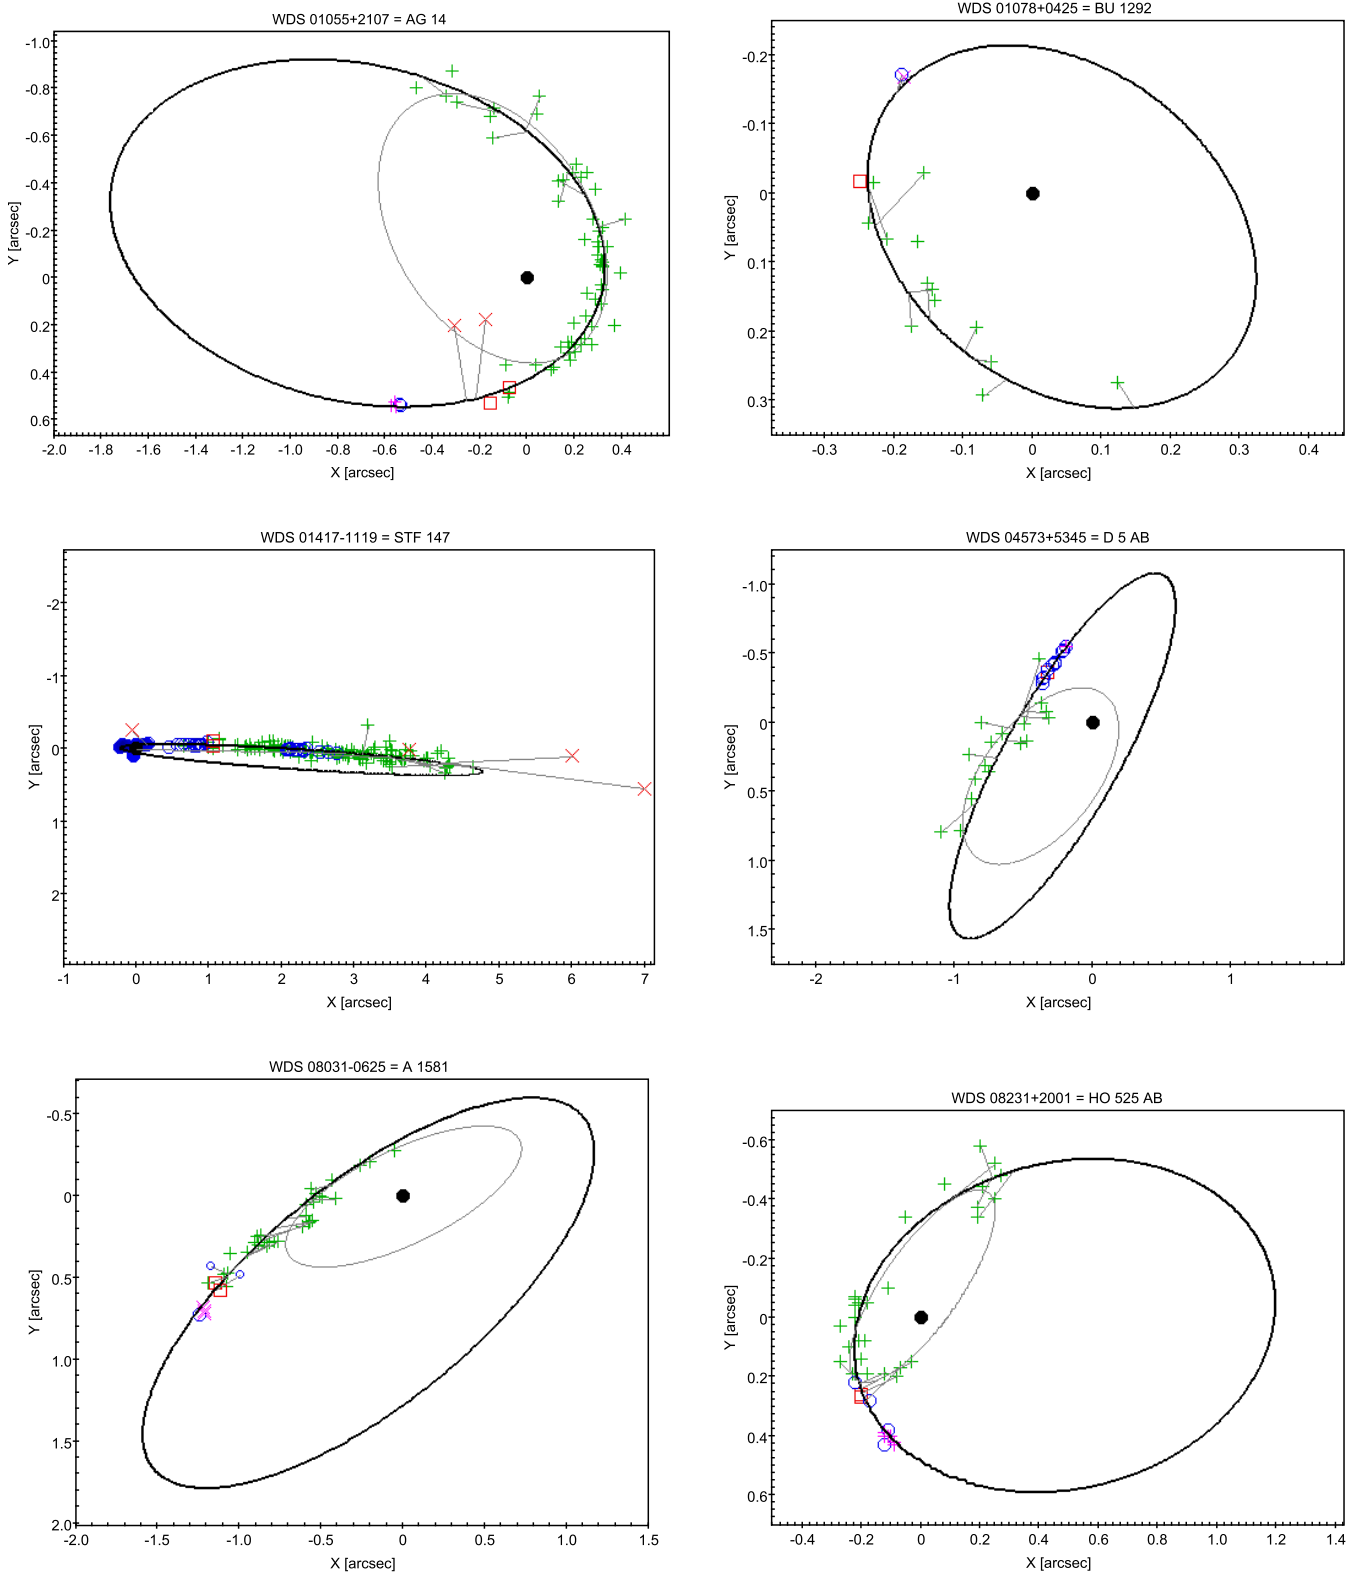 WDS 01055+2107 = AG 14
-1.0
-0.8
-0.6
-0.4
-0.2
0
0.2
0.4
0.6
Y [arcsec]
-2.0 -1.8 -1.6 -1.4 -1.2 -1.0 -0.8 -0.6 -0.4 -0.2 0 0.2 0.4
X [arcsec]
WDS 01078+0425 = BU 1292
-0.2
-0.1
0
0.1
0.2
0.3
Y [arcsec]
-0.3 -0.2 -0.1 0 0.1 0.2 0.3 0.4
X [arcsec]
WDS 01417-1119 = STF 147
-2
-1
0
1
2
Y [arcsec]
-1 0 1 2 3 4 5 6 7
X [arcsec]
WDS 04573+5345 = D 5 AB
-1.0
-0.5
0
0.5
1.0
1.5
Y [arcsec]
-2 -1 0 1
X [arcsec]
WDS 08031-0625 = A 1581
-0.5
0
0.5
1.0
1.5
2.0
Y [arcsec]
-2.0 -1.5 -1.0 -0.5 0 0.5 1.0 1.5
X [arcsec]
WDS 08231+2001 = HO 525 AB
-0.6
-0.4
-0.2
0
0.2
0.4
0.6
Y [arcsec]
-0.4 -0.2 0 0.2 0.4 0.6 0.8 1.0 1.2 1.4
X [arcsec]